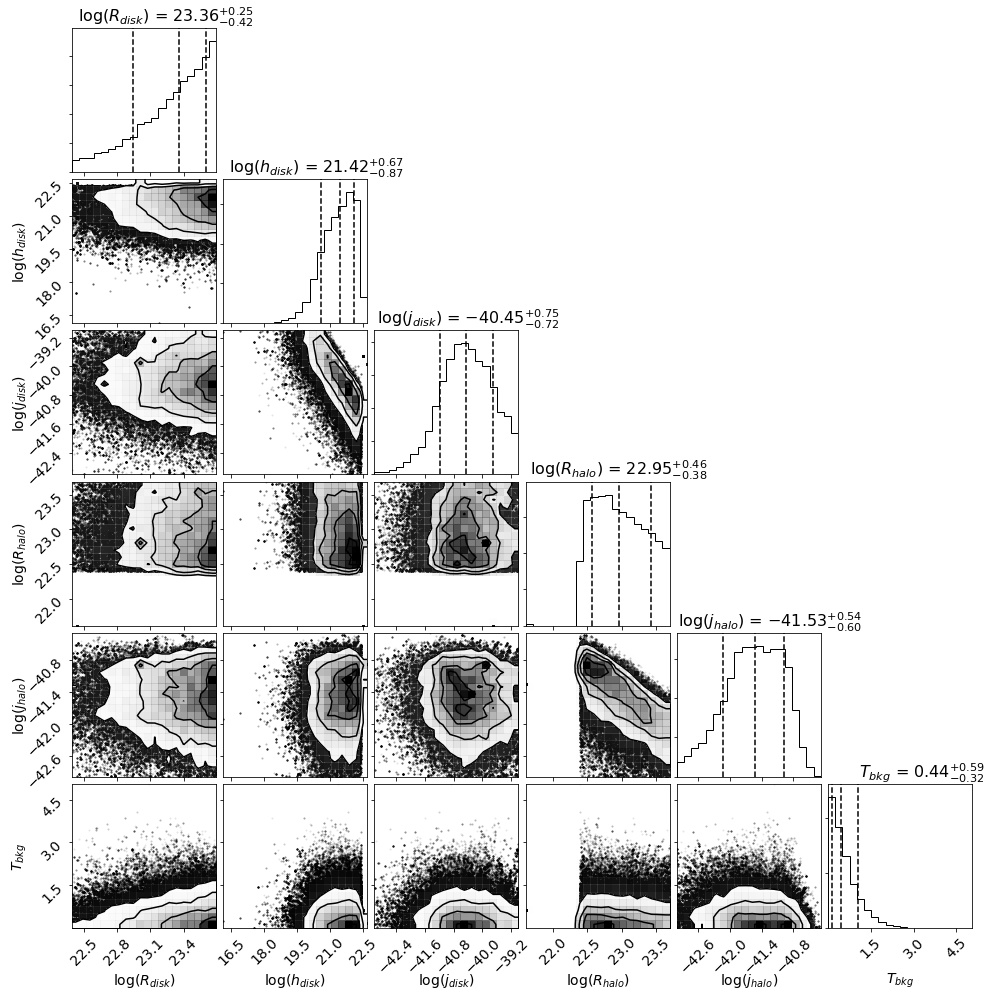 log(R_disk) = 23.36^{+0.25}_{−0.42}
log(h_disk) = 21.42^{+0.67}_{−0.87}
22.5
21.0
19.5
18.0
16.5
log(h_disk)
log(j_disk) = −40.45^{+0.75}_{−0.72}
−39.2
−40.0
−40.8
−41.6
−42.4
log(j_disk)
log(R_halo) = 22.95^{+0.46}_{−0.38}
23.5
23.0
22.5
22.0
log(R_halo)
log(j_halo) = −41.53^{+0.54}_{−0.60}
−40.8
−41.4
−42.0
−42.6
log(j_halo)
T_bkg = 0.44^{+0.59}_{−0.32}
4.5
3.0
1.5
T_bkg
22.5 22.8 23.1 23.4
16.5 18.0 19.5 21.0 22.5
−42.4 −41.6 −40.8 −40.0 −39.2
22.0 22.5 23.0 23.5
−42.6 −42.0 −41.4 −40.8
1.5 3.0 4.5
log(R_disk) log(h_disk) log(j_disk) log(R_halo) log(j_halo) T_bkg